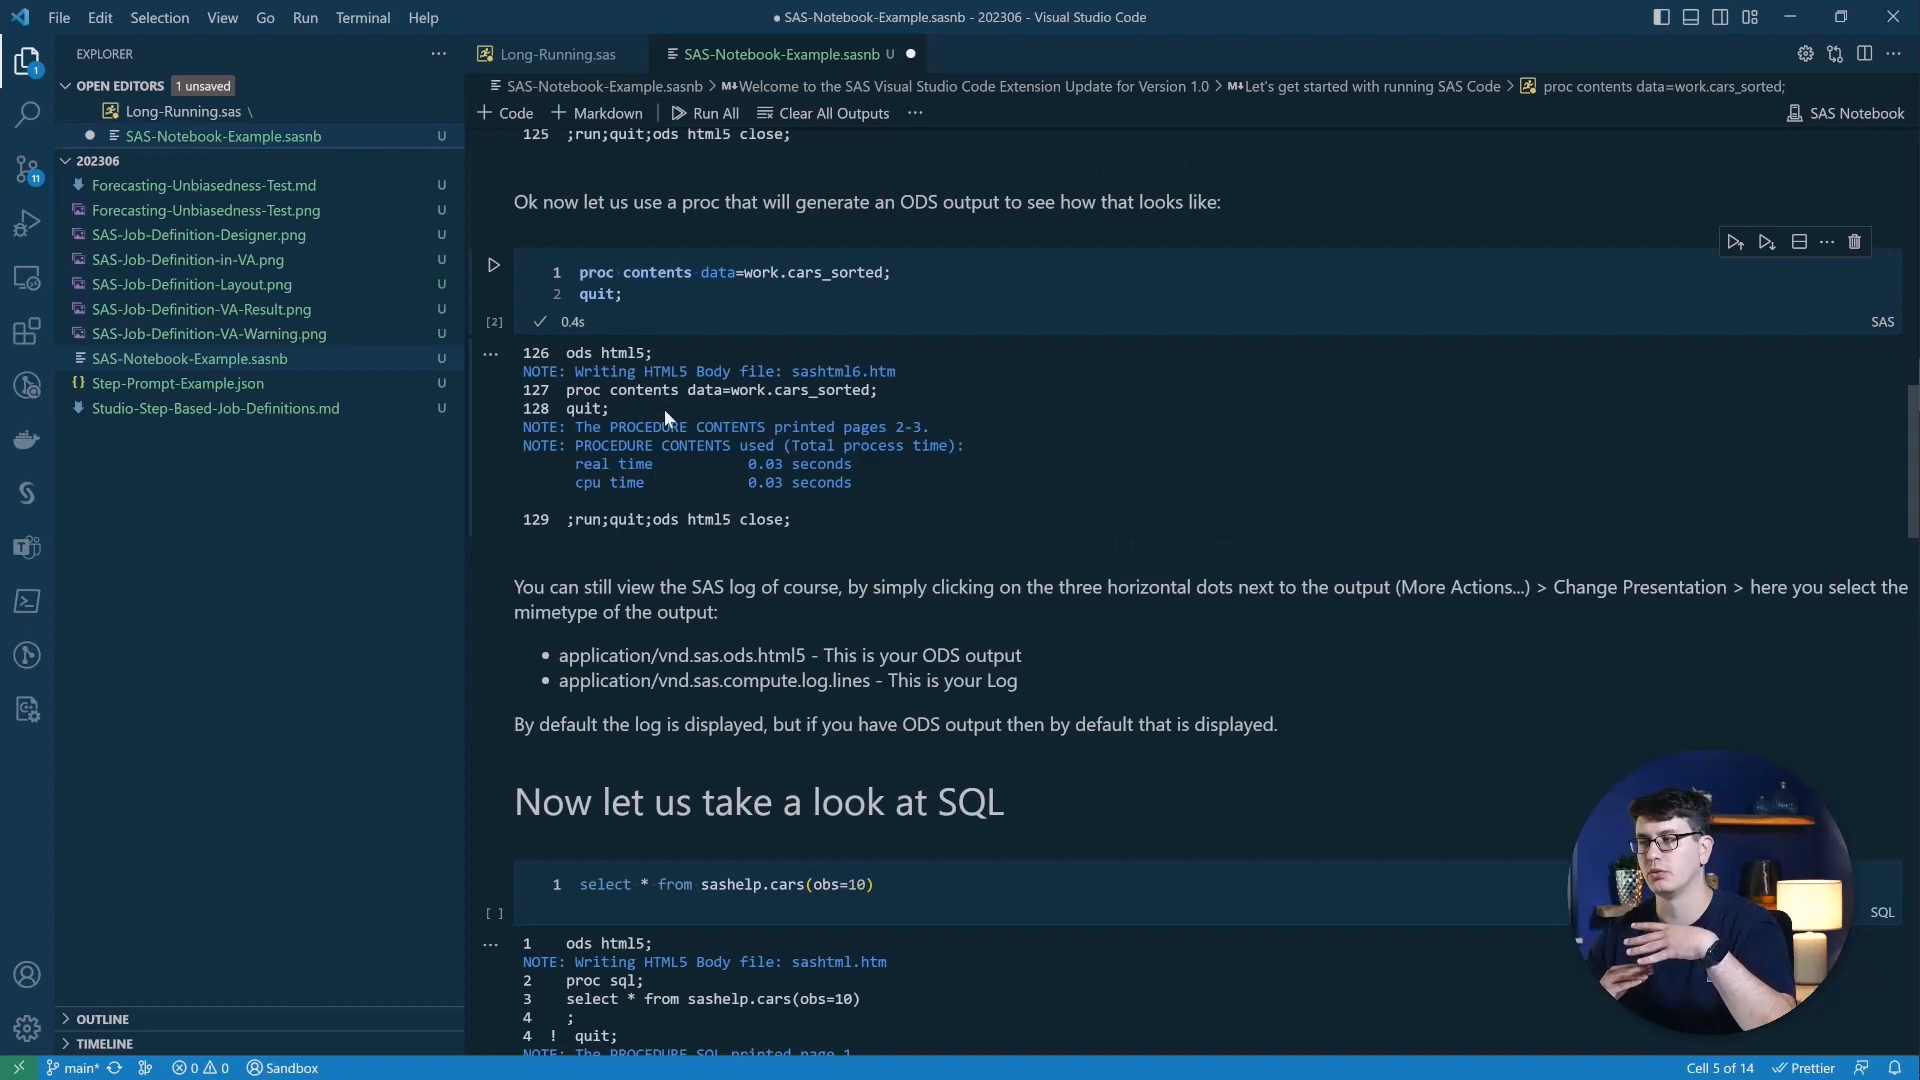 File Edit Selection View Go Run Terminal Help
● SAS-Notebook-Example.sasnb - 202306 - Visual Studio Code
EXPLORER
OPEN EDITORS 1 unsaved
Long-Running.sas \
SAS-Notebook-Example.sasnb U
202306
Forecasting-Unbiasedness-Test.md U
Forecasting-Unbiasedness-Test.png U
SAS-Job-Definition-Designer.png U
SAS-Job-Definition-in-VA.png U
SAS-Job-Definition-Layout.png U
SAS-Job-Definition-VA-Result.png U
SAS-Job-Definition-VA-Warning.png U
SAS-Notebook-Example.sasnb U
Step-Prompt-Example.json U
Studio-Step-Based-Job-Definitions.md U
OUTLINE
TIMELINE
1
11
Long-Running.sas
SAS-Notebook-Example.sasnb U
SAS-Notebook-Example.sasnb > Welcome to the SAS Visual Studio Code Extension Update for Version 1.0 > Let's get started with running SAS Code > proc contents data=work.cars_sorted;
+ Code + Markdown Run All Clear All Outputs ...
SAS Notebook
125 ;run;quit;ods html5 close;
Ok now let us use a proc that will generate an ODS output to see how that looks like:
1 proc contents data=work.cars_sorted;
2 quit;
[2] 0.4s SAS
126 ods html5;
NOTE: Writing HTML5 Body file: sashtml6.htm
127 proc contents data=work.cars_sorted;
128 quit;
NOTE: The PROCEDURE CONTENTS printed pages 2-3.
NOTE: PROCEDURE CONTENTS used (Total process time):
real time 0.03 seconds
cpu time 0.03 seconds
129 ;run;quit;ods html5 close;
You can still view the SAS log of course, by simply clicking on the three horizontal dots next to the output (More Actions...) > Change Presentation > here you select the
mimetype of the output:
• application/vnd.sas.ods.html5 - This is your ODS output
• application/vnd.sas.compute.log.lines - This is your Log
By default the log is displayed, but if you have ODS output then by default that is displayed.
Now let us take a look at SQL
1 select * from sashelp.cars(obs=10)
[ ] SQL
1 ods html5;
NOTE: Writing HTML5 Body file: sashtml.htm
2 proc sql;
3 select * from sashelp.cars(obs=10)
4 ;
4 ! quit;
NOTE: The PROCEDURE SQL printed page 1.
main* 0 0 Sandbox
Cell 5 of 14 Prettier